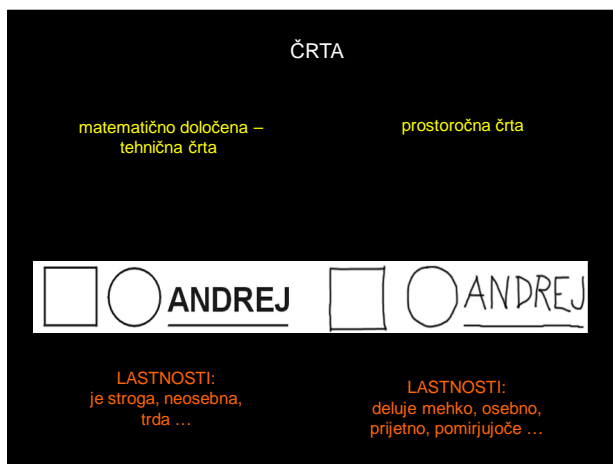 ČRTA
matematično določena –
tehnična črta
prostoročna črta
ANDREJ
ANDREJ
LASTNOSTI:
je stroga, neosebna,
trda …
LASTNOSTI:
deluje mehko, osebno,
prijetno, pomirjujoče …